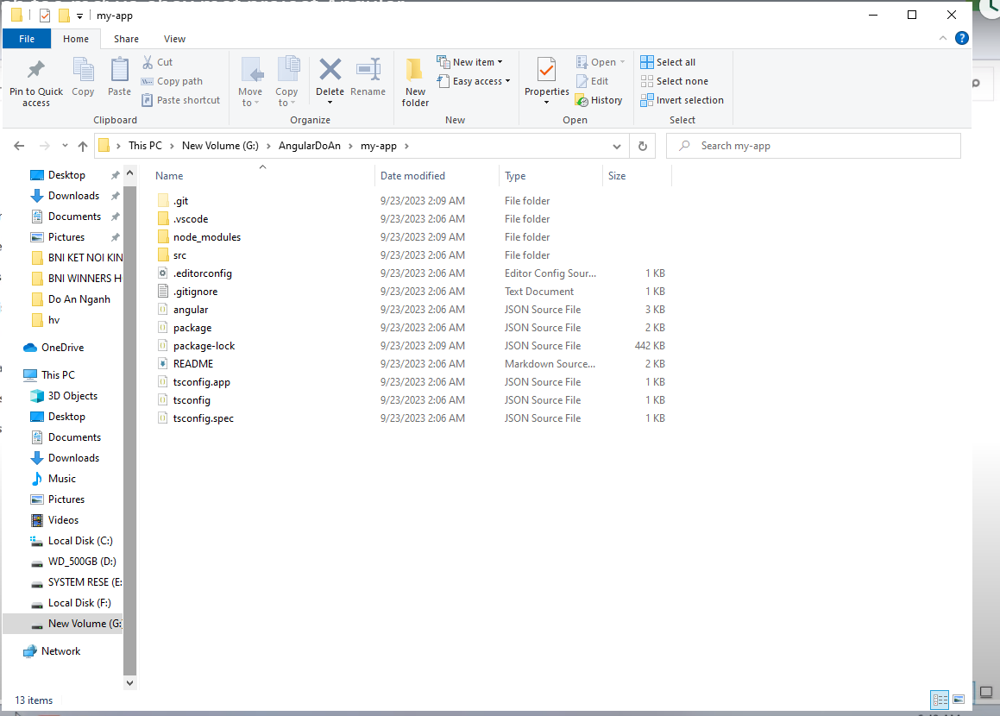 my-app
File Home Share View
Pin to Quick access
Copy
Paste
Cut
Copy path
Paste shortcut
Clipboard
Move to
Copy to
Delete
Rename
Organize
New folder
New item
Easy access
New
Properties
Open
Edit
History
Open
Select all
Select none
Invert selection
Select
This PC > New Volume (G:) > AngularDoAn > my-app >
Search my-app
Desktop
Downloads
Documents
Pictures
BNI KET NOI KIN
BNI WINNERS H
Do An Nganh
hv
OneDrive
This PC
3D Objects
Desktop
Documents
Downloads
Music
Pictures
Videos
Local Disk (C:)
WD_500GB (D:)
SYSTEM RESE (E:
Local Disk (F:)
New Volume (G:)
Network
Name Date modified Type Size
.git 9/23/2023 2:09 AM File folder
.vscode 9/23/2023 2:06 AM File folder
node_modules 9/23/2023 2:09 AM File folder
src 9/23/2023 2:06 AM File folder
.editorconfig 9/23/2023 2:06 AM Editor Config Sour... 1 KB
.gitignore 9/23/2023 2:06 AM Text Document 1 KB
angular 9/23/2023 2:06 AM JSON Source File 3 KB
package 9/23/2023 2:06 AM JSON Source File 2 KB
package-lock 9/23/2023 2:09 AM JSON Source File 442 KB
README 9/23/2023 2:06 AM Markdown Source... 2 KB
tsconfig.app 9/23/2023 2:06 AM JSON Source File 1 KB
tsconfig 9/23/2023 2:06 AM JSON Source File 1 KB
tsconfig.spec 9/23/2023 2:06 AM JSON Source File 1 KB
13 items